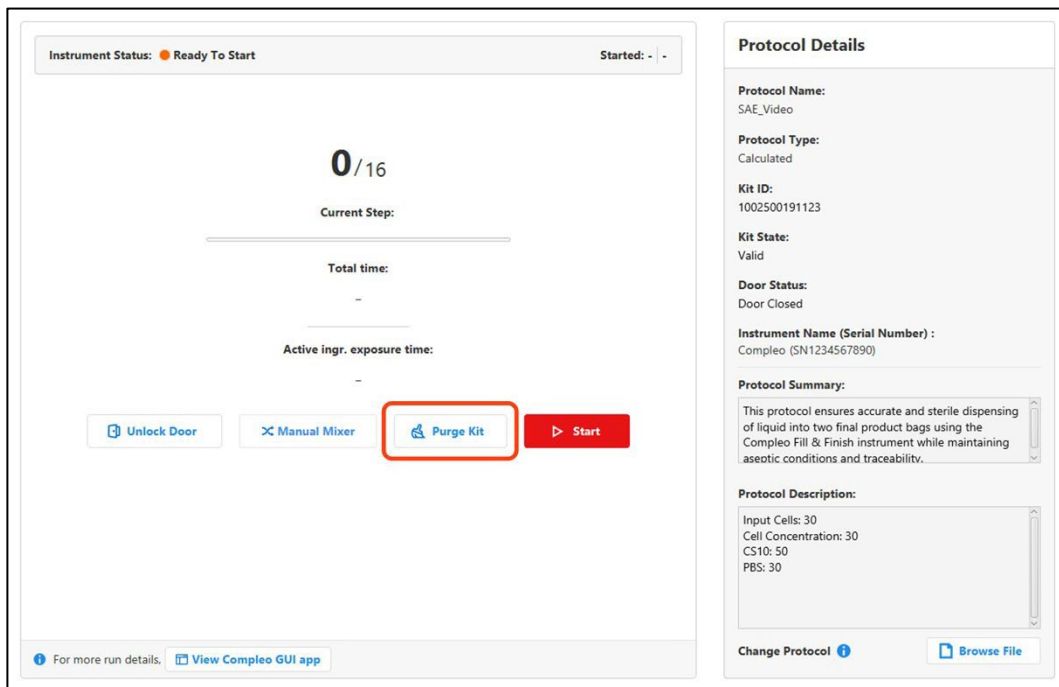 Instrument Status: Ready To Start
Started: - -
0/16
Current Step:
Total time:
–
Active ingr. exposure time:
–
Unlock Door
Manual Mixer
Purge Kit
Start
For more run details, View Compleo GUI app
Protocol Details
Protocol Name:
SAE_Video
Protocol Type:
Calculated
Kit ID:
1002500191123
Kit State:
Valid
Door Status:
Door Closed
Instrument Name (Serial Number) :
Compleo (SN1234567890)
Protocol Summary:
This protocol ensures accurate and sterile dispensing
of liquid into two final product bags using the
Compleo Fill & Finish instrument while maintaining
aseptic conditions and traceability.
Protocol Description:
Input Cells: 30
Cell Concentration: 30
CS10: 50
PBS: 30
Change Protocol
Browse File